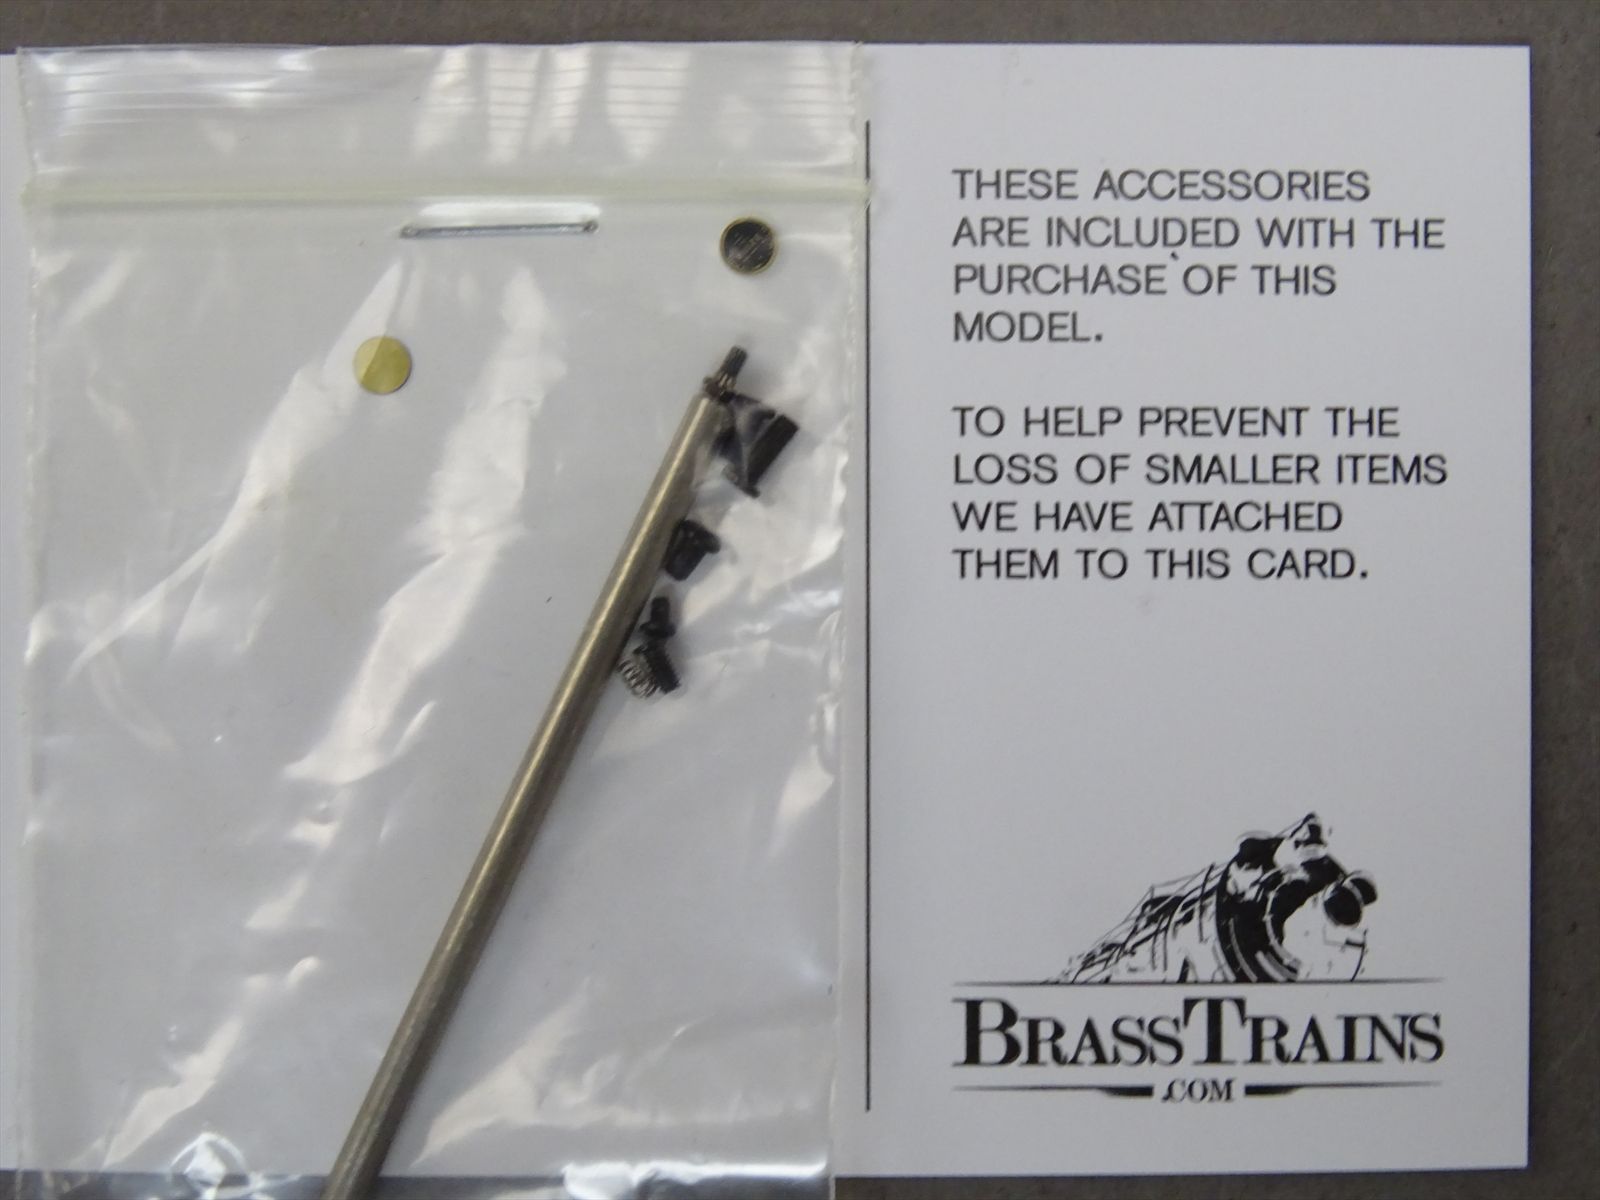 THESE ACCESSORIES
ARE INCLUDED WITH THE
PURCHASE OF THIS
MODEL.
TO HELP PREVENT THE
LOSS OF SMALLER ITEMS
WE HAVE ATTACHED
THEM TO THIS CARD.
BRASSTRAINS
.COM